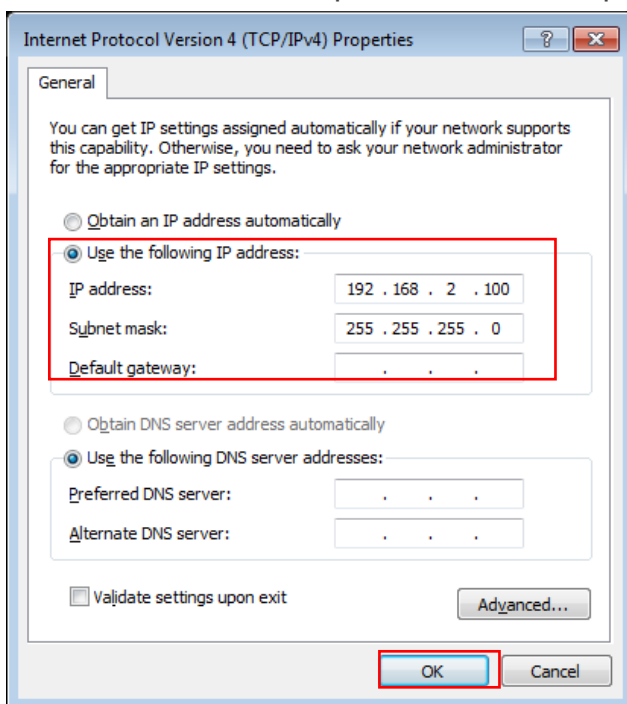 Internet Protocol Version 4 (TCP/IPv4) Properties
General
You can get IP settings assigned automatically if your network supports
this capability. Otherwise, you need to ask your network administrator
for the appropriate IP settings.
Obtain an IP address automatically
Use the following IP address:
IP address: 192 . 168 . 2 . 100
Subnet mask: 255 . 255 . 255 . 0
Default gateway: . . .
Obtain DNS server address automatically
Use the following DNS server addresses:
Preferred DNS server: . . .
Alternate DNS server: . . .
Validate settings upon exit
Advanced...
OK Cancel